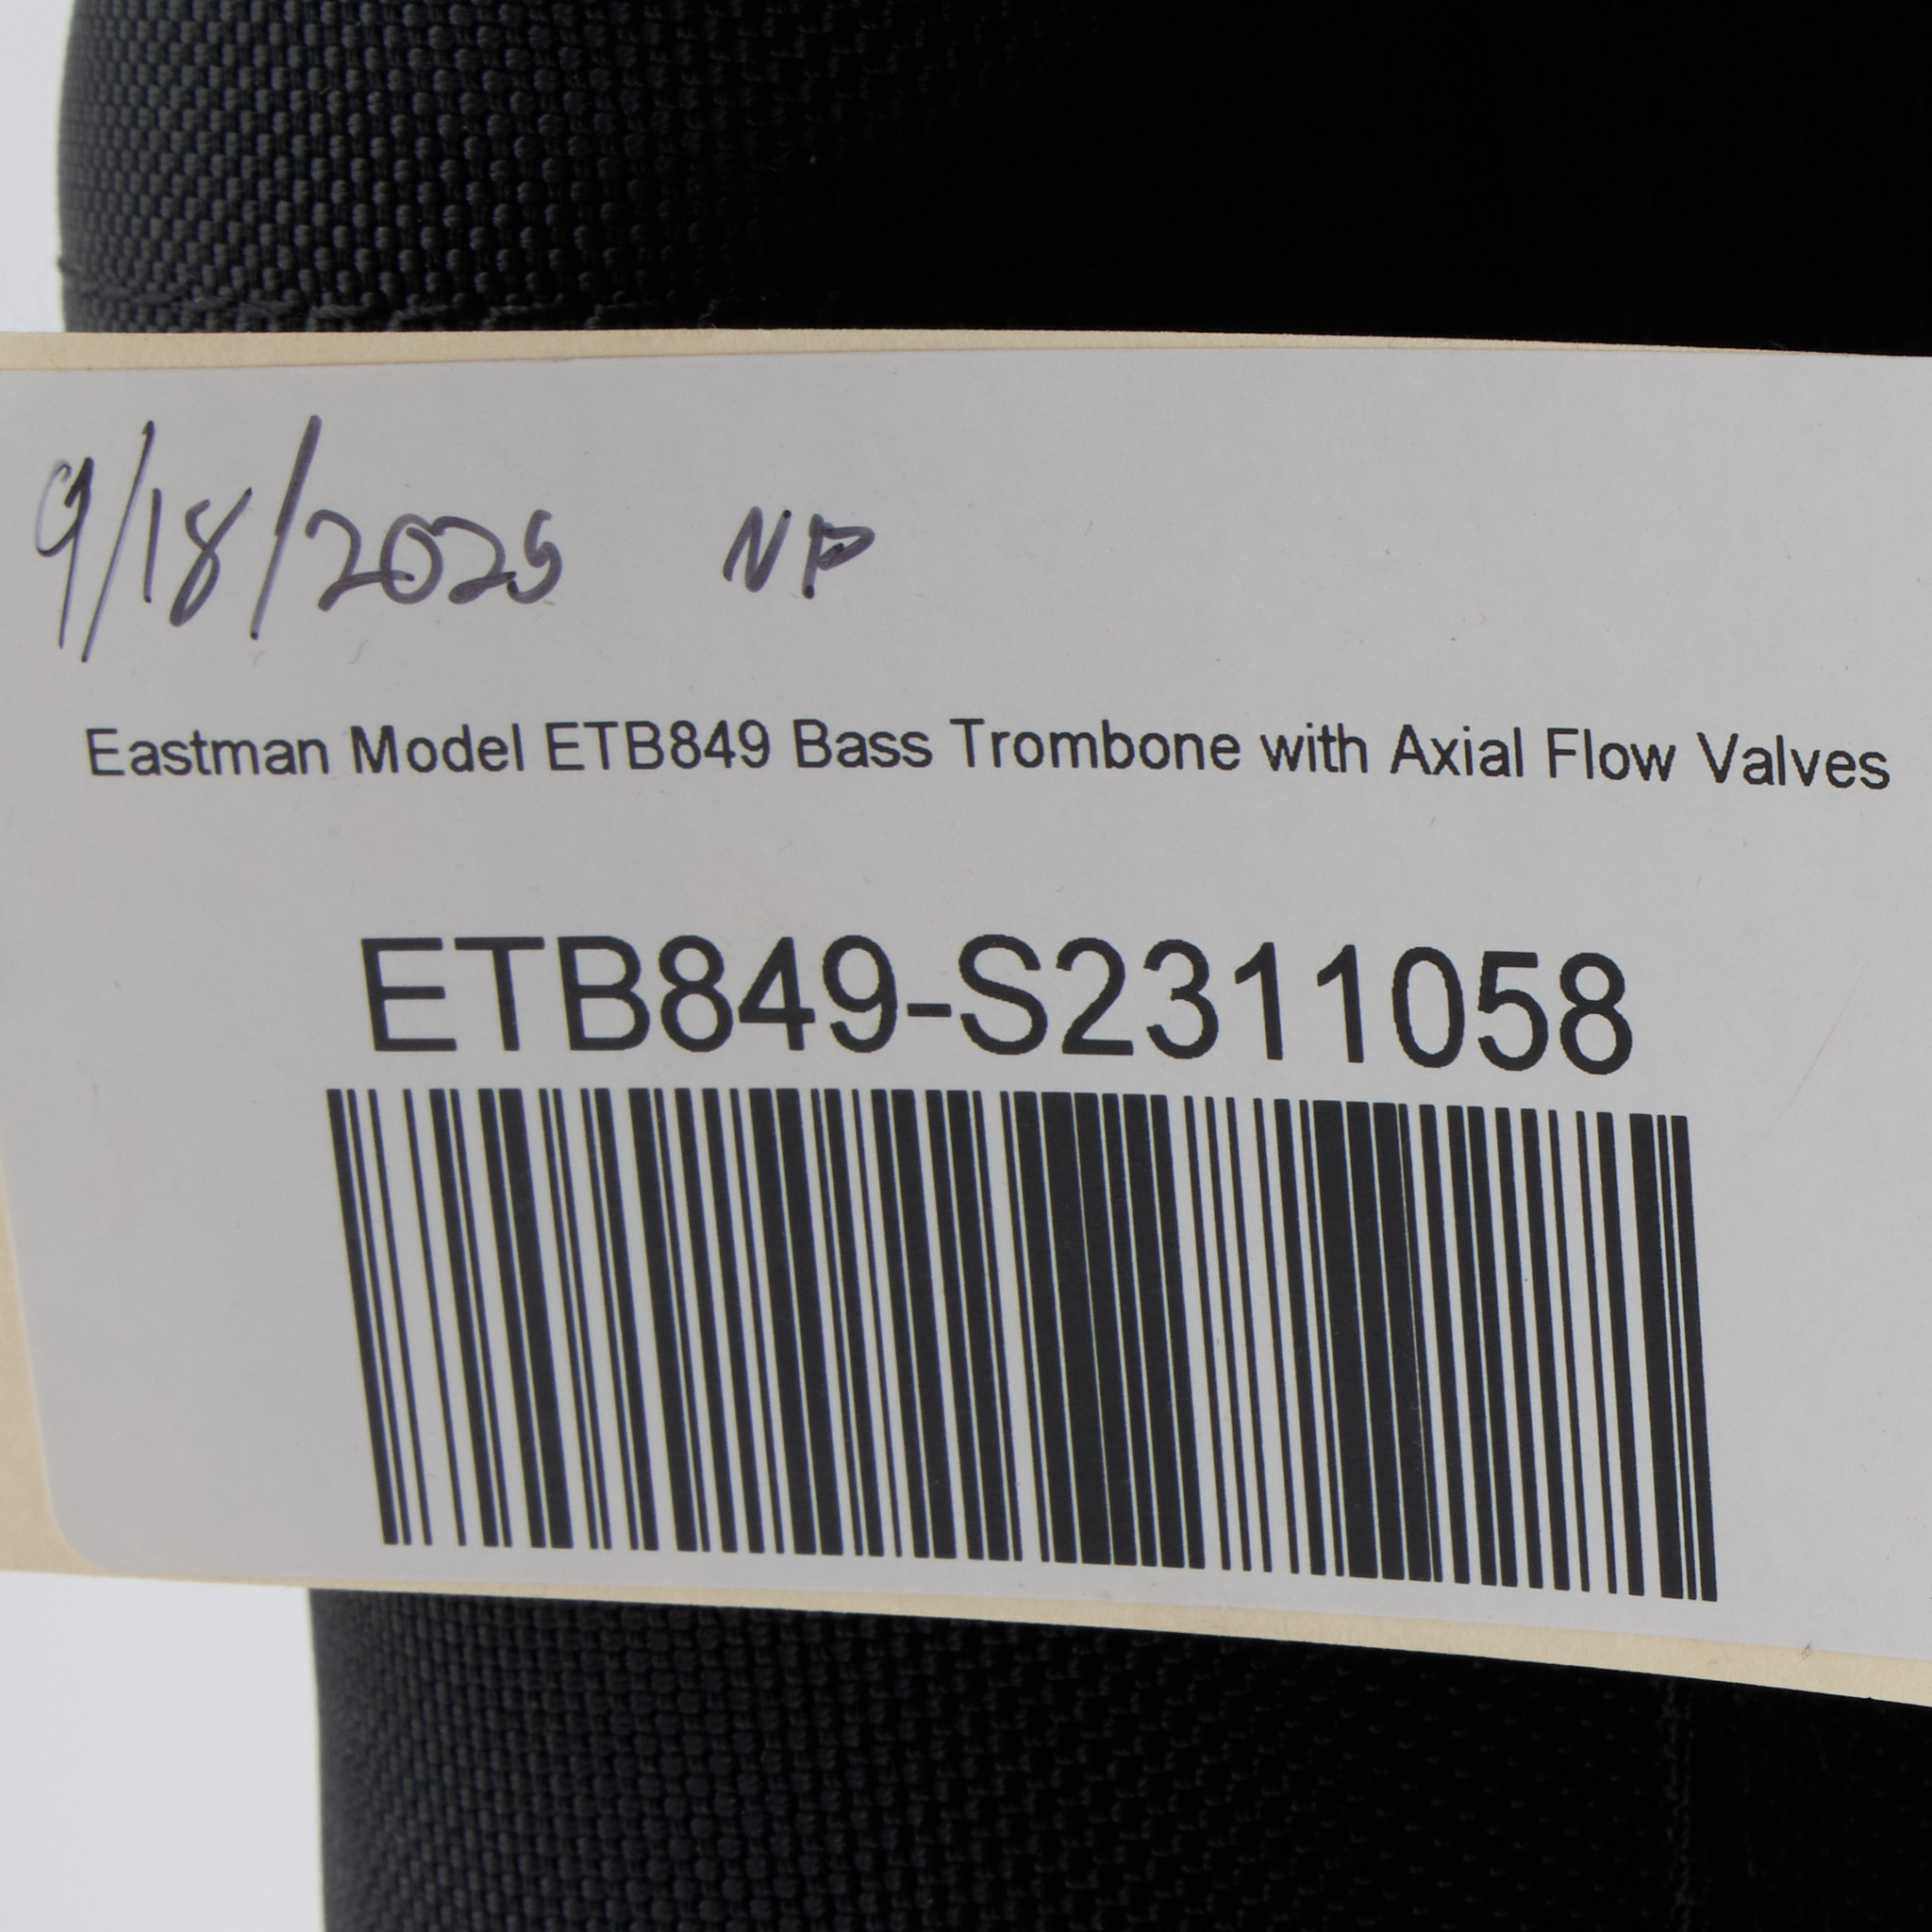 9/18/2025 NP
Eastman Model ETB849 Bass Trombone with Axial Flow Valves
ETB849-S2311058